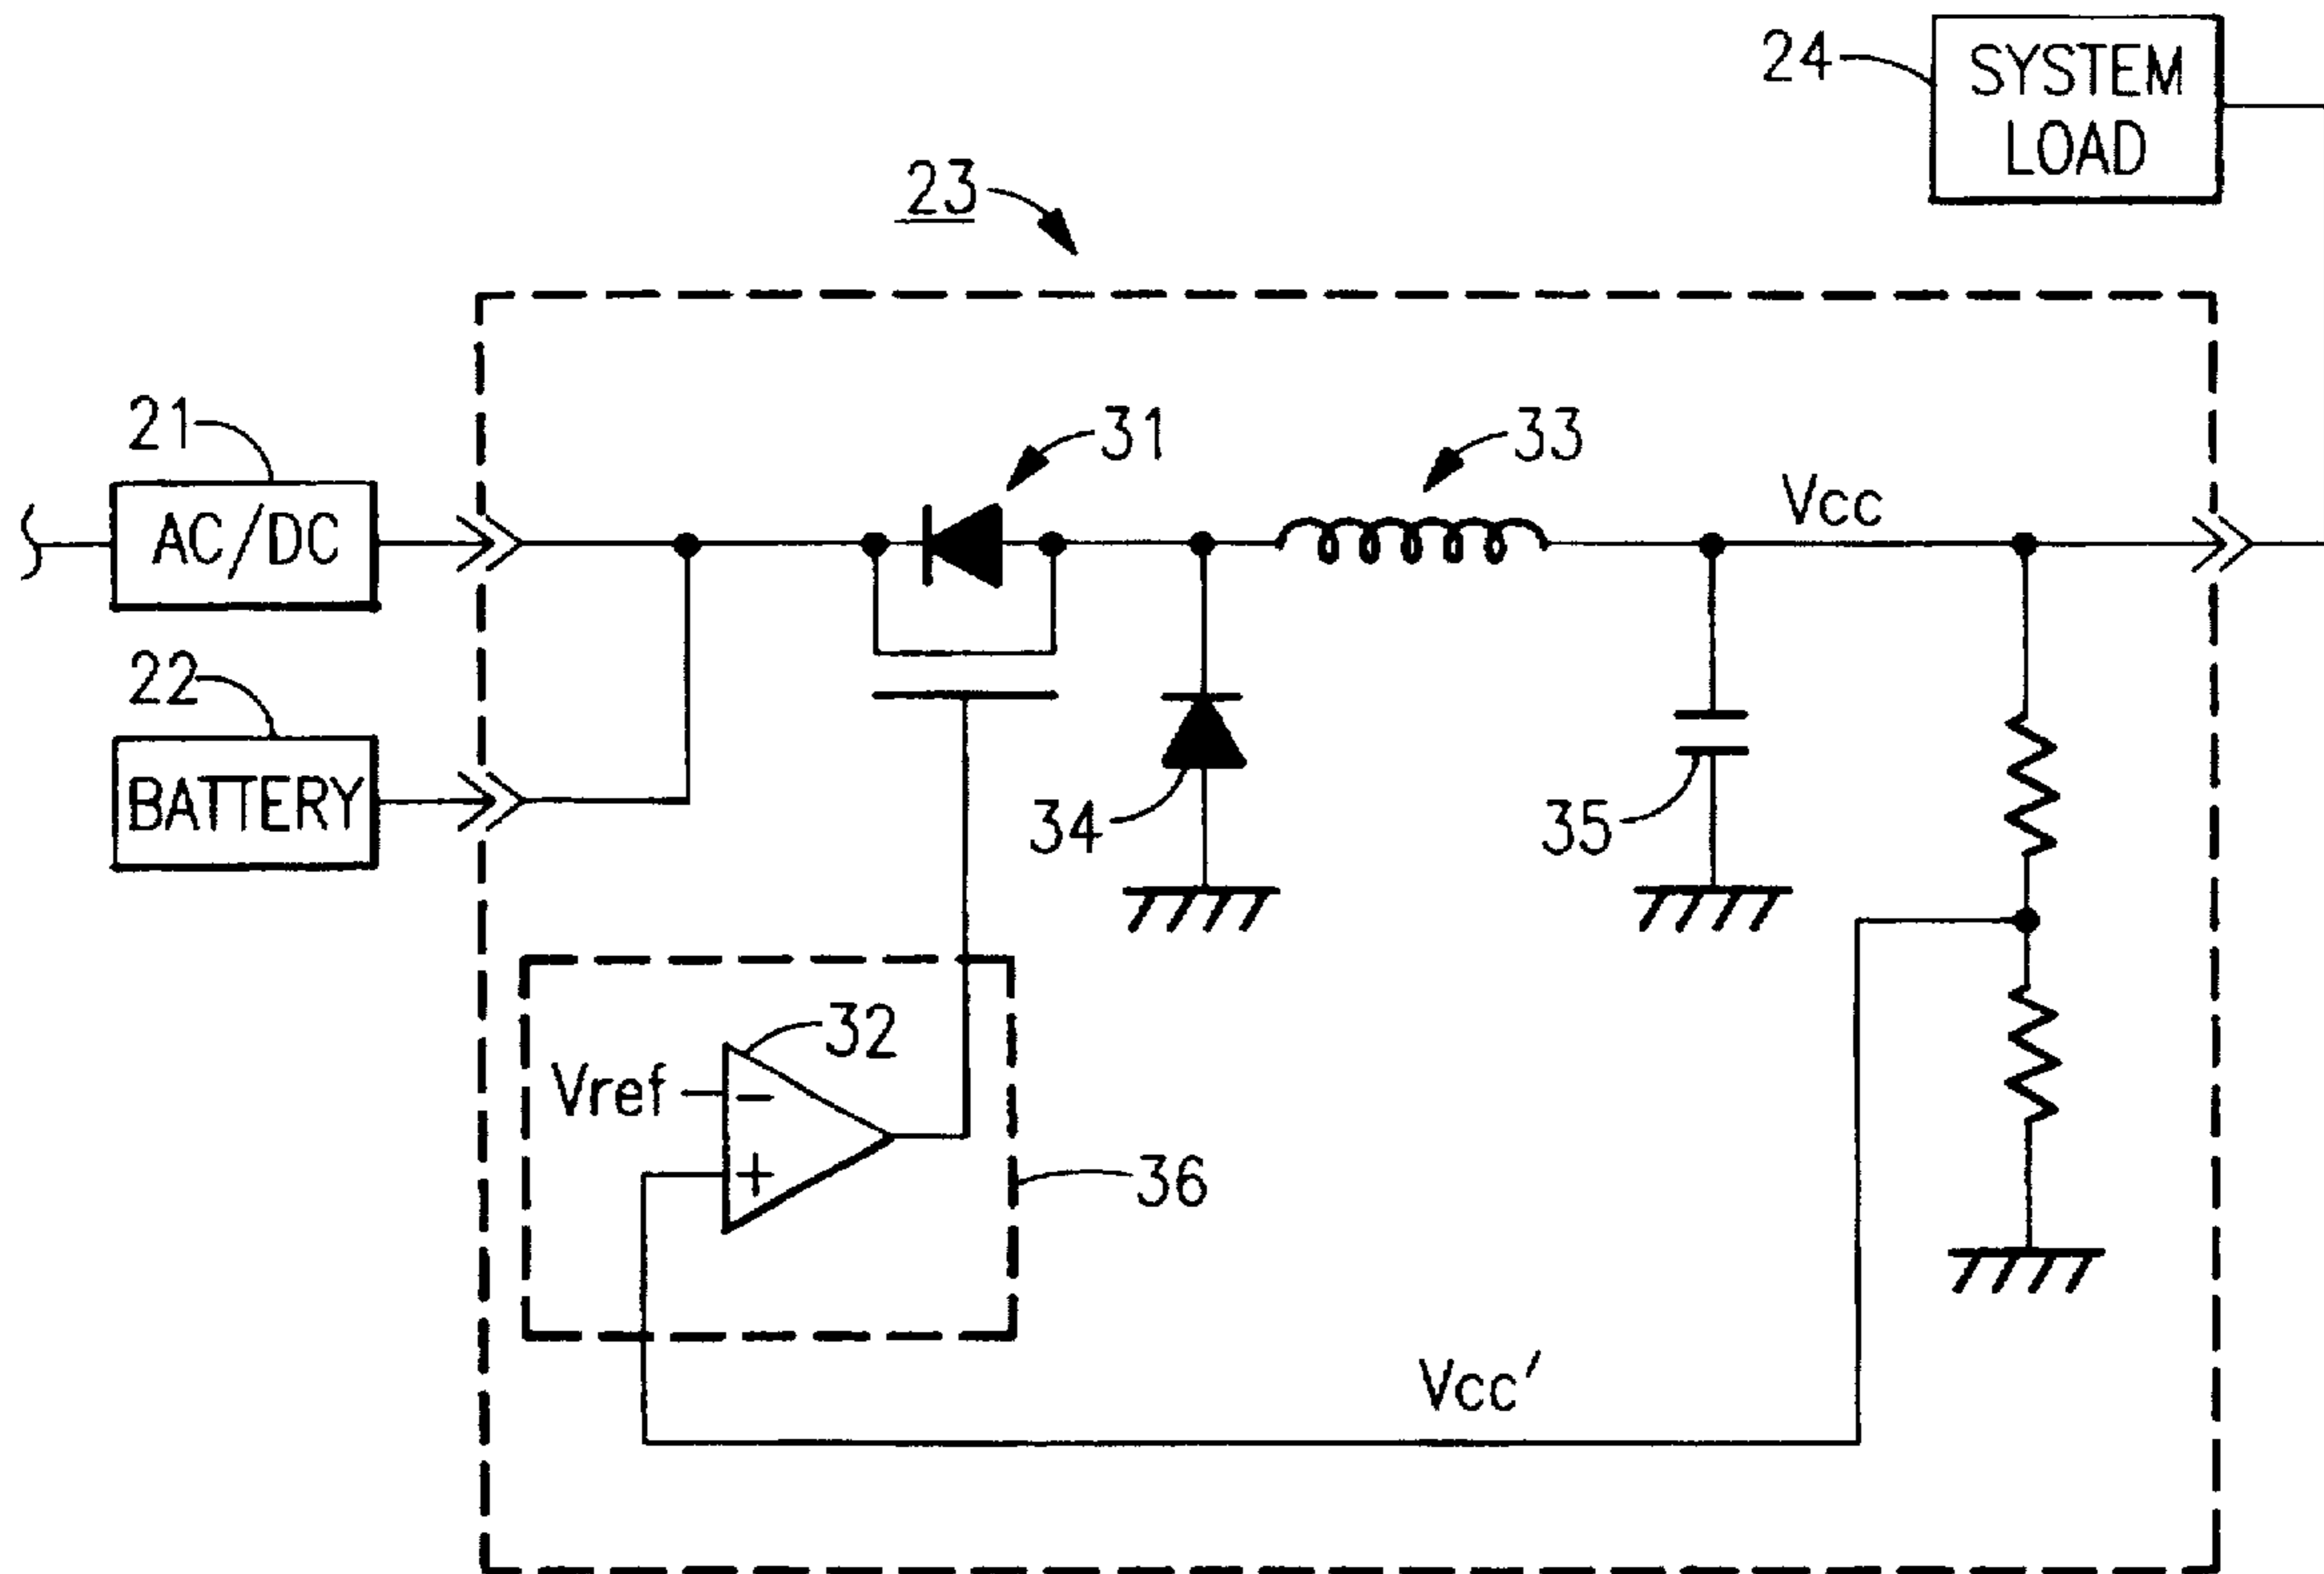 24
SYSTEM
LOAD
23
21
31
33
Vcc
AC/DC
22
BATTERY
34
35
32
Vref
−
+
36
Vcc′